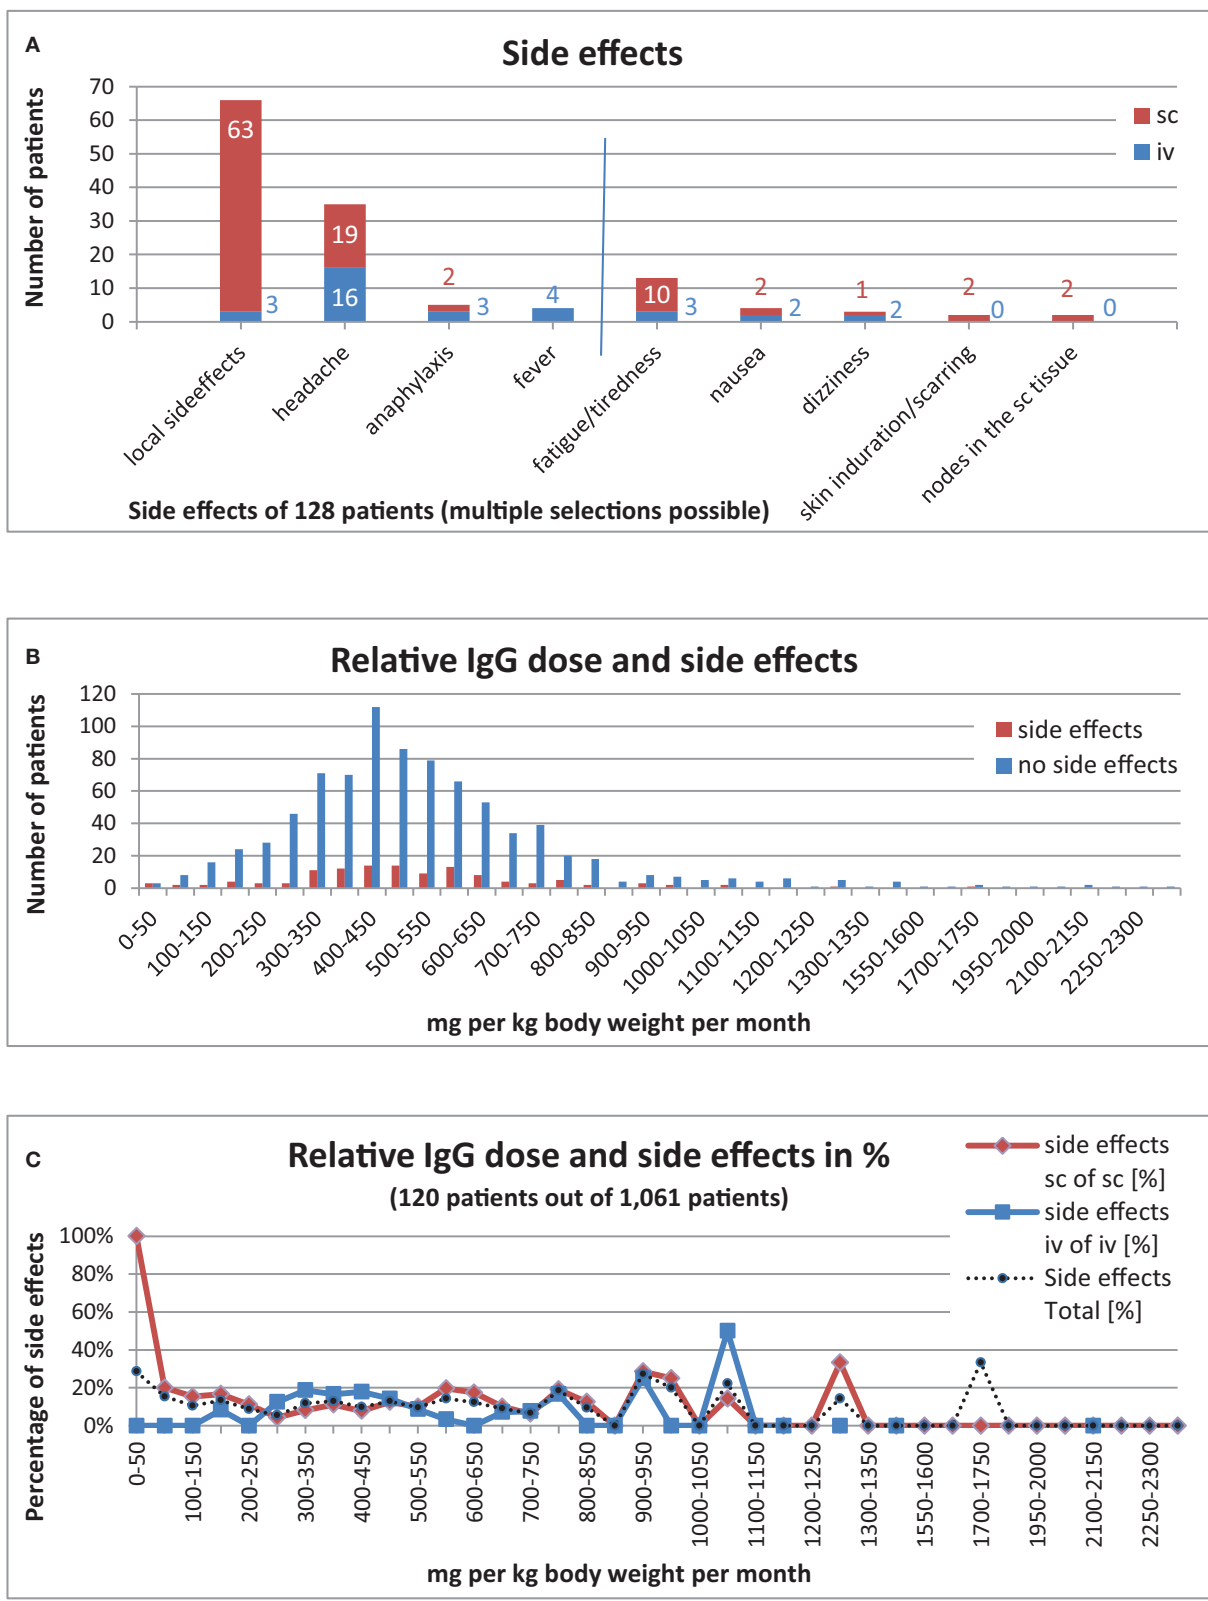 A
Side effects
Number of patients
70
60
50
40
30
20
10
0
sc
iv
63
3
19
16
2
3
4
10
3
2
2
1
2
2
0
2
0
local sideeffects
headache
anaphylaxis
fever
fatigue/tiredness
nausea
dizziness
skin induration/scarring
nodes in the sc tissue
Side effects of 128 patients (multiple selections possible)
B
Relative IgG dose and side effects
Number of patients
120
100
80
60
40
20
0
side effects
no side effects
0-50
100-150
200-250
300-350
400-450
500-550
600-650
700-750
800-850
900-950
1000-1050
1100-1150
1200-1250
1300-1350
1550-1600
1700-1750
1950-2000
2100-2150
2250-2300
mg per kg body weight per month
C
Relative IgG dose and side effects in %
(120 patients out of 1,061 patients)
side effects
sc of sc [%]
side effects
iv of iv [%]
Side effects
Total [%]
Percentage of side effects
100%
80%
60%
40%
20%
0%
0-50
100-150
200-250
300-350
400-450
500-550
600-650
700-750
800-850
900-950
1000-1050
1100-1150
1200-1250
1300-1350
1550-1600
1700-1750
1950-2000
2100-2150
2250-2300
mg per kg body weight per month